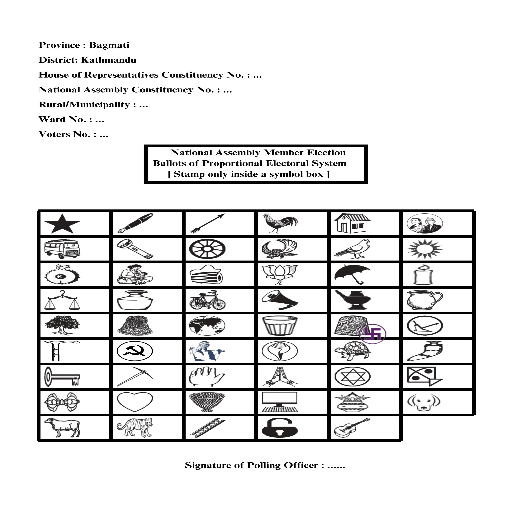 Province : Bagmati
District: Kathmandu
House of Representatives Constituency No. : ...
National Assembly Constituency No. : ...
Rural/Municipality : ...
Ward No. : ...
Voters No. : ...
National Assembly Member Election
Ballots of Proportional Electoral System
[ Stamp only inside a symbol box ]
Signature of Polling Officer : ......